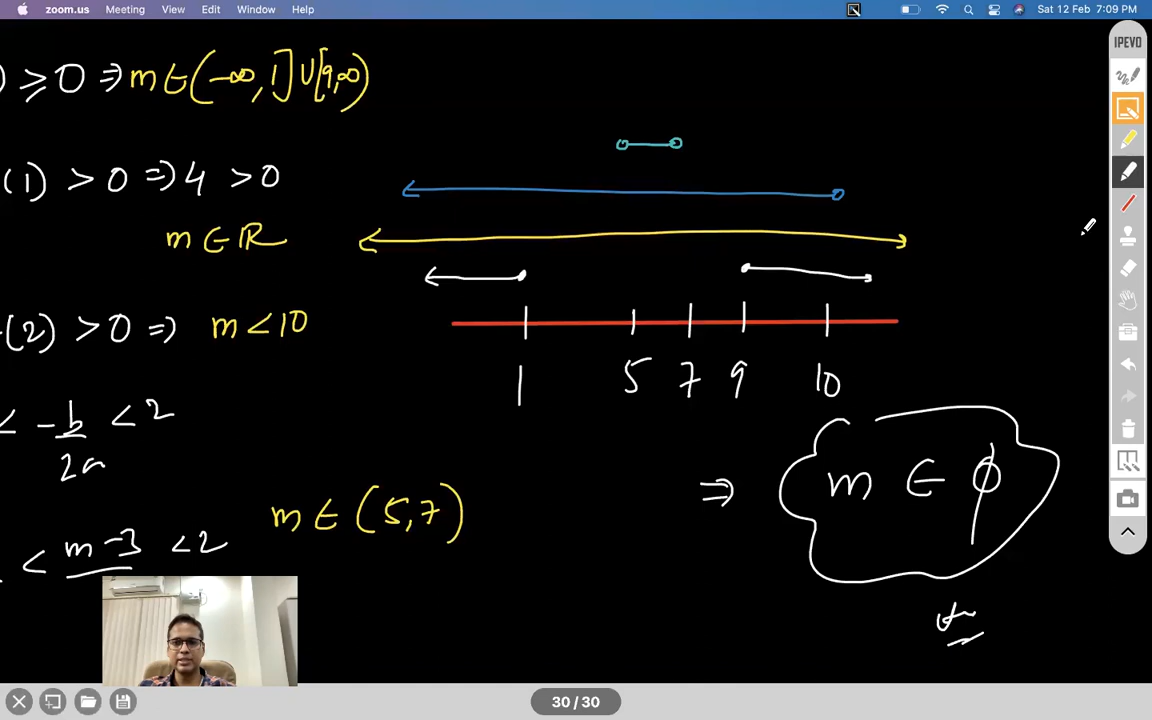 zoom.us Meeting View Edit Window Help Sat 12 Feb 7:09 PM
IPEVO
) ≥ 0 ⇒ m ∈ (-∞, 1] ∪ [9, ∞)
(1) > 0 ⇒ 4 > 0
m ∈ ℝ
(2) > 0 ⇒ m < 10
1 5 7 9 10
< -b/2a < 2
⇒ m ∈ ϕ
m ∈ (5, 7)
< m-3 < 2
30 / 30